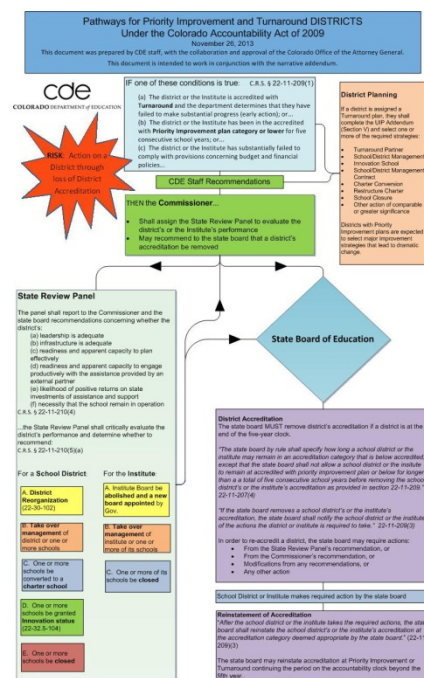 Pathways for Priority Improvement and Turnaround DISTRICTS
Under the Colorado Accountability Act of 2009
November 26, 2013
This document was prepared by CDE staff, with the collaboration and approval of the Colorado Office of the Attorney General.
This document is intended to work in conjunction with the matching narrative addendum.
cde
COLORADO DEPARTMENT of EDUCATION
RISK: Action on a
District through
loss of District
Accreditation
IF one of these conditions is true: C.R.S. § 22-11-209(1)
(a) The district or the Institute is accredited with
Turnaround and the department determines that they have
failed to make substantial progress (early action); or...
(b) The district or the Institute has been in the accredited
with Priority Improvement plan category or lower for five
consecutive school years; or...
(c) The district or the Institute has substantially failed to
comply with provisions concerning budget and financial
policies...
District Planning
If a district is assigned a
Turnaround plan, they shall
complete the UIP Addendum
(Section V) and select one or
more of the required strategies:
• Turnaround Partner
• School/District Management
• Innovation School
• School/District Management
Contract
• Charter Conversion
• Restructure Charter
• School Closure
• Other action of comparable
or greater significance
Districts with Priority
Improvement plans are expected
to select major improvement
strategies that lead to dramatic
change.
CDE Staff Recommendations
THEN the Commissioner...
• Shall assign the State Review Panel to evaluate the
district's or the Institute's performance
• May recommend to the state board that a district's
accreditation be removed
State Review Panel
The panel shall report to the Commissioner and the
state board recommendations concerning whether the
district's:
(a) leadership is adequate
(b) infrastructure is adequate
(c) readiness and apparent capacity to plan
effectively
(d) readiness and apparent capacity to engage
productively with the assistance provided by an
external partner
(e) likelihood of positive returns on state
investments of assistance and support
(f) necessity that the school remain in operation
C.R.S. § 22-11-210(4)
...the State Review Panel shall critically evaluate the
district's performance and determine whether to
recommend:
C.R.S. § 22-11-210(5)(a)
For a School District:
A. District
Reorganization
(22-30-102)
B. Take over
management of
district or one or
more schools
C. One or more
schools be
converted to a
charter school
D. One or more
schools be granted
Innovation status
(22-32.5-104)
E. One or more
schools be closed
For the Institute:
A. Institute Board be
abolished and a new
board appointed by
Gov.
B. Take over
management of
institute or one or
more of its schools
C. One or more of its
schools be closed
State Board of Education
District Accreditation
The state board MUST remove district's accreditation if a district is at the
end of the five-year clock.
"The state board by rule shall specify how long a school district or the
institute may remain in an accreditation category that is below accredited,
except that the state board shall not allow a school district or the insitute
to remain at accredited with priority improvement plan or below for longer
than a a total of five consecutive school years before removing the school
district's or the institute's accreditation as provided in section 22-11-209."
22-11-207(4)
"If the state board removes a school district's or the institute's
accreditation, the state board shall notify the school district or the institute
of the actions the district or institute is required to take." 22-11-209(3)
In order to re-accredit a district, the state board may require actions:
• From the State Review Panel's recommendation, or
• From the Commissioner's recommendation, or
• Modifications from any recommendations, or
• Any other action
School District or Institute makes required action by the state board
Reinstatement of Accreditation
"After the school district or the institute takes the required actions, the state
board shall reinstate the school district's or the institute's accreditation at
the accreditation category deemed appropriate by the state board." (22-11-
209)(3)
The state board may reinstate accreditation at Priority Improvement or
Turnaround continuing the period on the accountability clock beyond the
fifth year.